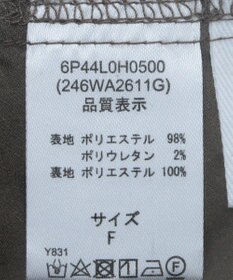 6P44L0H0500
(246WA2611G)
品質表示
表地 ポリエステル 98%
ポリウレタン 2%
裏地 ポリエステル 100%
サイズ
F
Y831
F